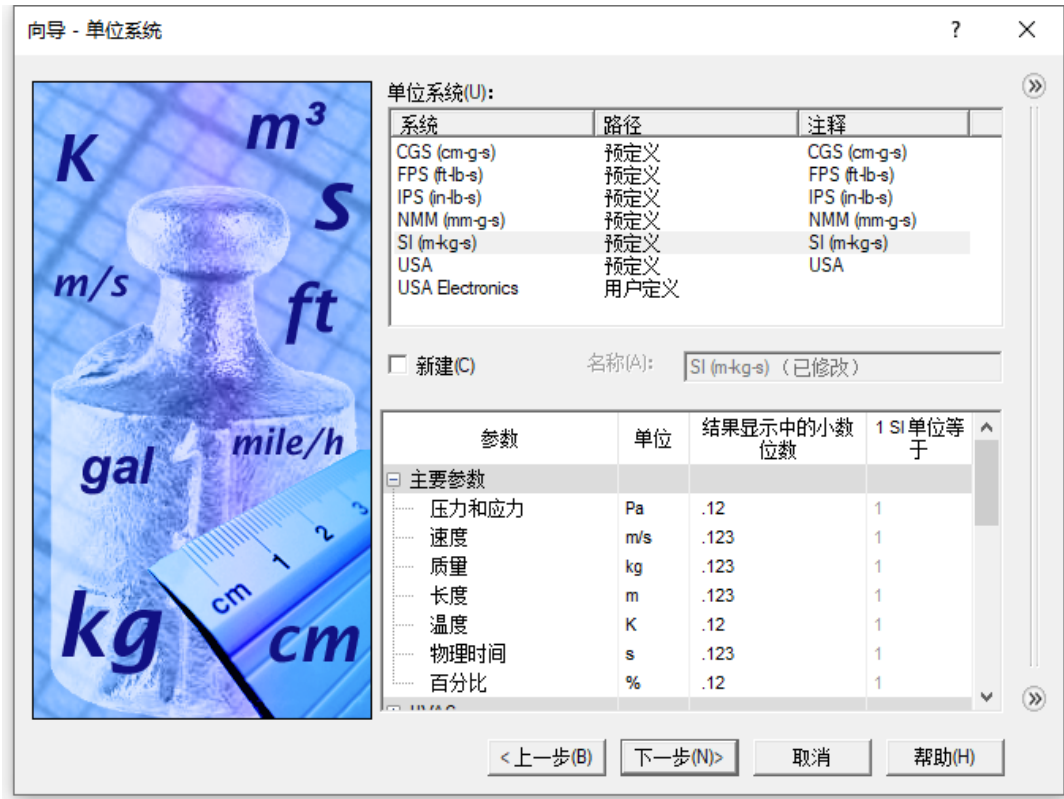 向导 - 单位系统 ?
K
m³
S
m/s
ft
mile/h
gal
cm 1 2 3
kg
cm
单位系统(U):
系统 路径 注释
CGS (cm-g-s) 预定义 CGS (cm-g-s)
FPS (ft-lb-s) 预定义 FPS (ft-lb-s)
IPS (in-lb-s) 预定义 IPS (in-lb-s)
NMM (mm-g-s) 预定义 NMM (mm-g-s)
SI (m-kg-s) 预定义 SI (m-kg-s)
USA 预定义 USA
USA Electronics 用户定义
新建(C) 名称(A): SI (m-kg-s)（已修改）
参数 单位 结果显示中的小数位数 1 SI 单位等于
主要参数
压力和应力 Pa .12 1
速度 m/s .123 1
质量 kg .123 1
长度 m .123 1
温度 K .12 1
物理时间 s .123 1
百分比 % .12 1
<上一步(B) 下一步(N)> 取消 帮助(H)